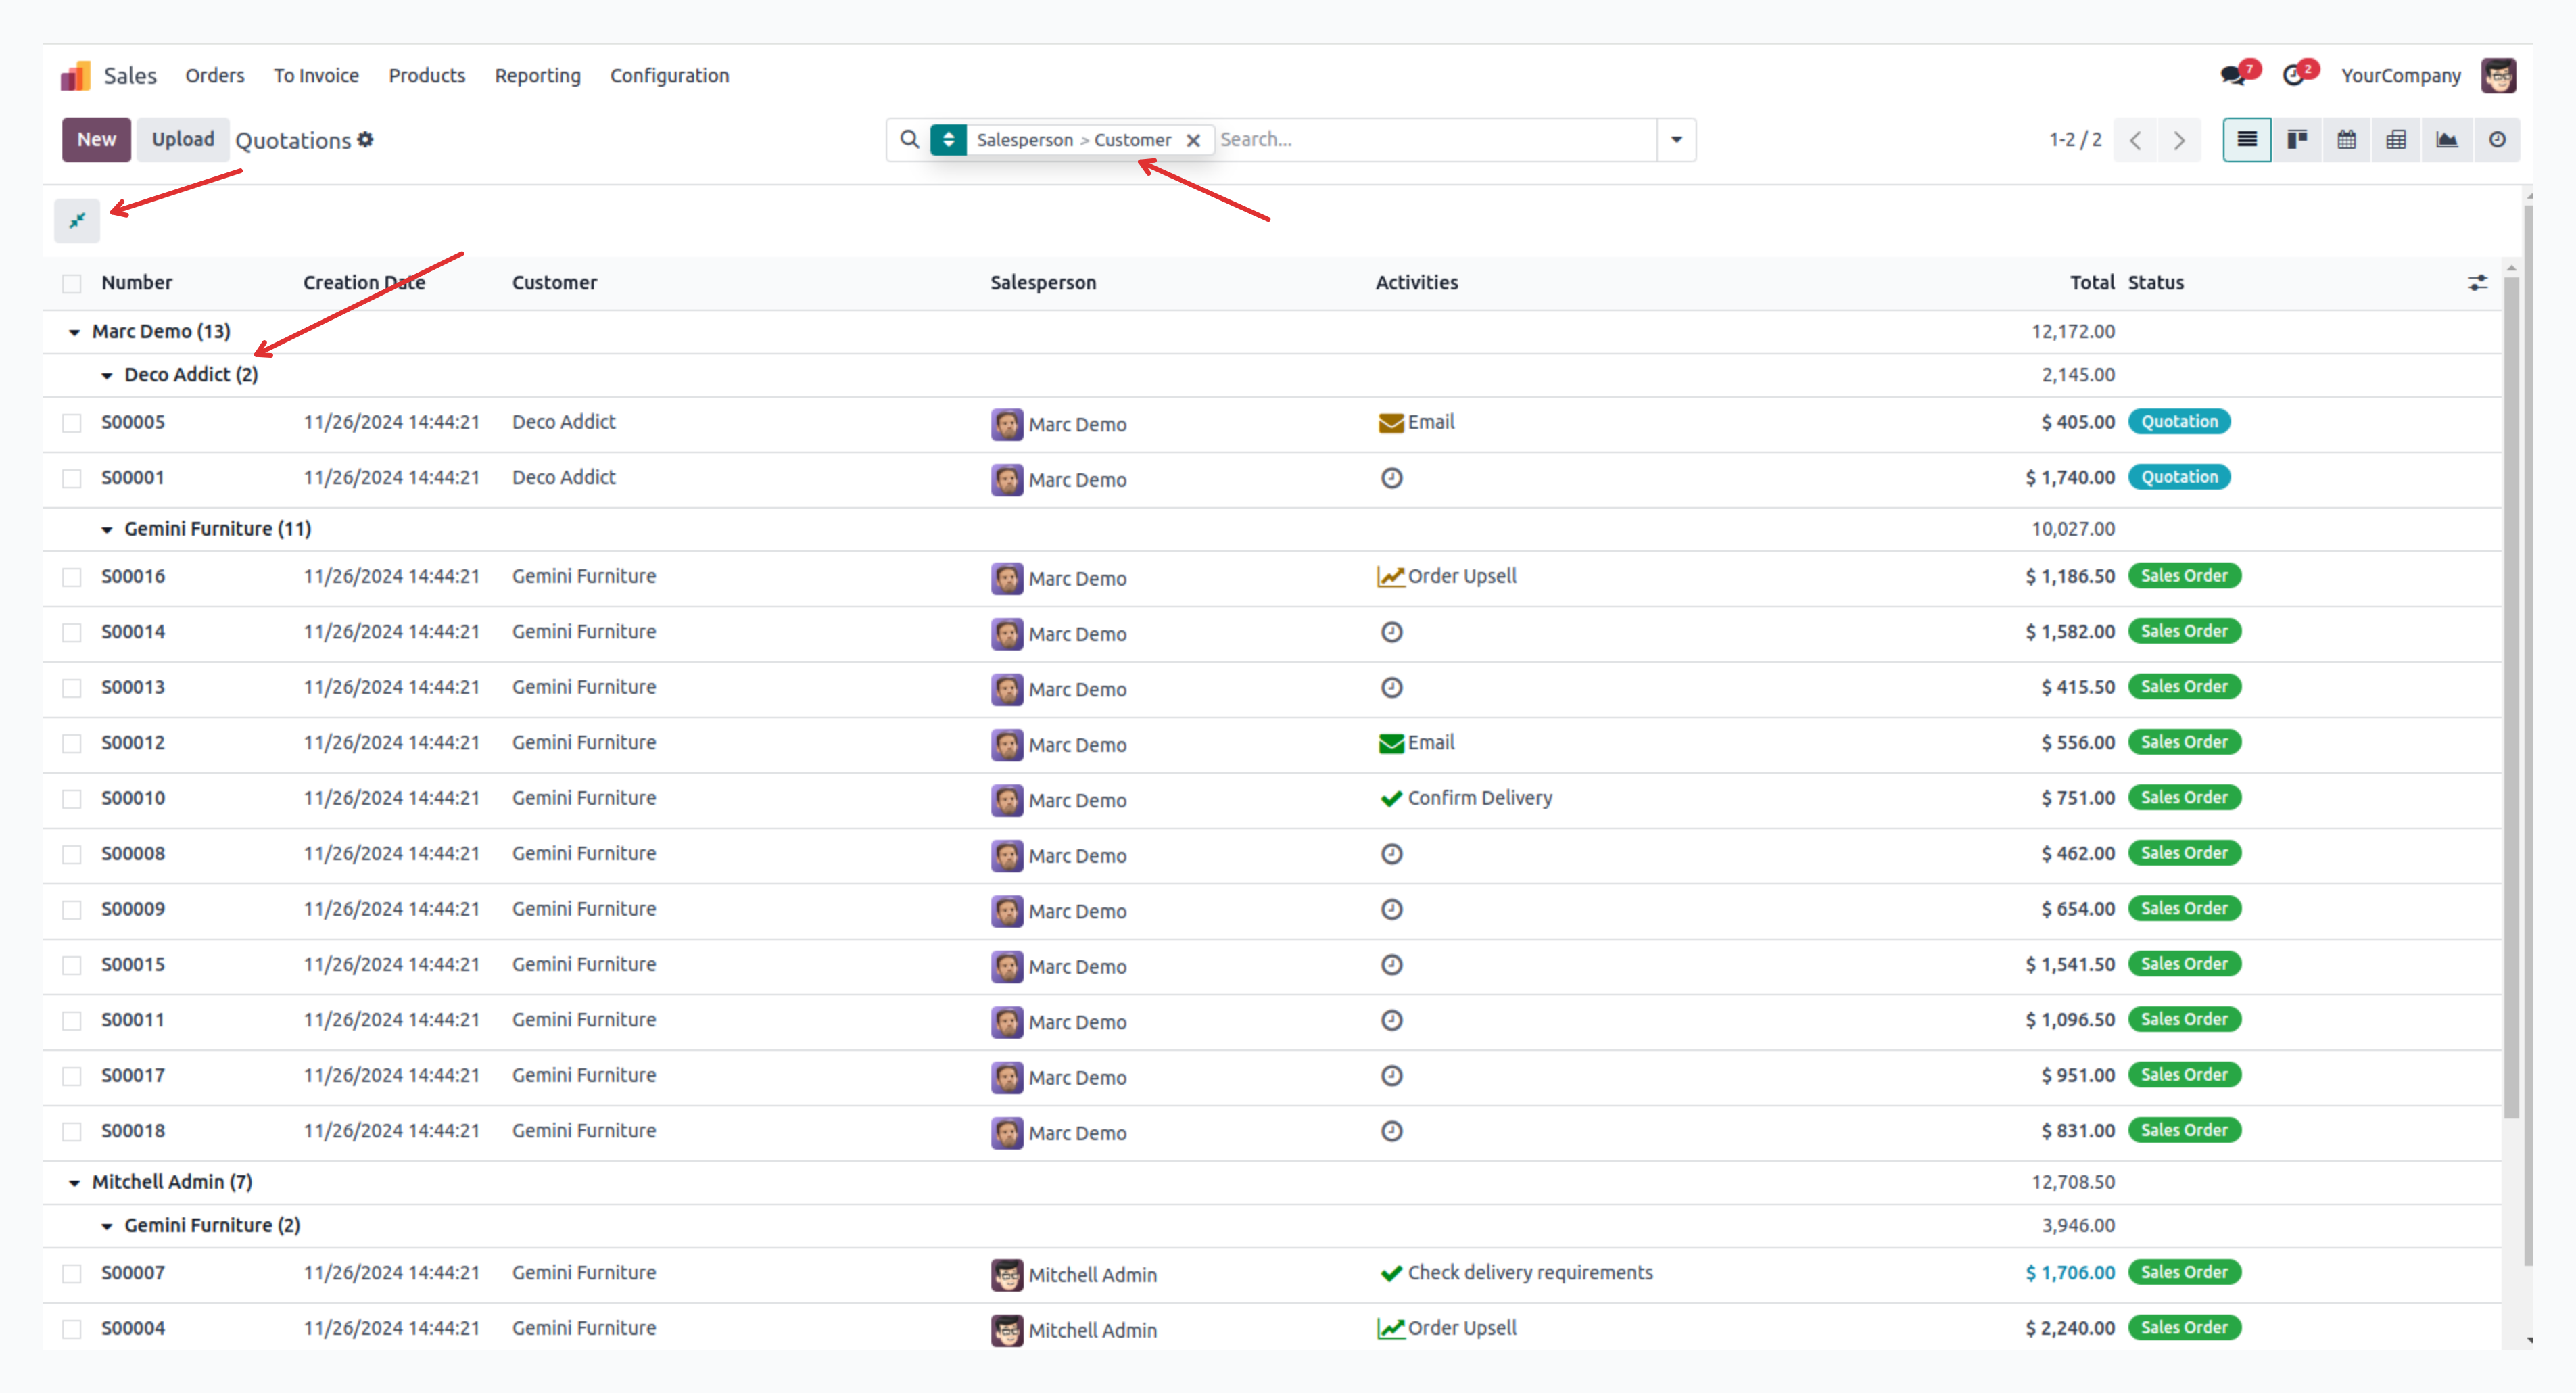 Sales Orders To Invoice Products Reporting Configuration 7 2 YourCompany
New Upload Quotations Salesperson > Customer Search... 1-2 / 2
Number Creation Date Customer Salesperson Activities Total Status
Marc Demo (13) 12,172.00
Deco Addict (2) 2,145.00
S00005 11/26/2024 14:44:21 Deco Addict Marc Demo Email $ 405.00 Quotation
S00001 11/26/2024 14:44:21 Deco Addict Marc Demo $ 1,740.00 Quotation
Gemini Furniture (11) 10,027.00
S00016 11/26/2024 14:44:21 Gemini Furniture Marc Demo Order Upsell $ 1,186.50 Sales Order
S00014 11/26/2024 14:44:21 Gemini Furniture Marc Demo $ 1,582.00 Sales Order
S00013 11/26/2024 14:44:21 Gemini Furniture Marc Demo $ 415.50 Sales Order
S00012 11/26/2024 14:44:21 Gemini Furniture Marc Demo Email $ 556.00 Sales Order
S00010 11/26/2024 14:44:21 Gemini Furniture Marc Demo Confirm Delivery $ 751.00 Sales Order
S00008 11/26/2024 14:44:21 Gemini Furniture Marc Demo $ 462.00 Sales Order
S00009 11/26/2024 14:44:21 Gemini Furniture Marc Demo $ 654.00 Sales Order
S00015 11/26/2024 14:44:21 Gemini Furniture Marc Demo $ 1,541.50 Sales Order
S00011 11/26/2024 14:44:21 Gemini Furniture Marc Demo $ 1,096.50 Sales Order
S00017 11/26/2024 14:44:21 Gemini Furniture Marc Demo $ 951.00 Sales Order
S00018 11/26/2024 14:44:21 Gemini Furniture Marc Demo $ 831.00 Sales Order
Mitchell Admin (7) 12,708.50
Gemini Furniture (2) 3,946.00
S00007 11/26/2024 14:44:21 Gemini Furniture Mitchell Admin Check delivery requirements $ 1,706.00 Sales Order
S00004 11/26/2024 14:44:21 Gemini Furniture Mitchell Admin Order Upsell $ 2,240.00 Sales Order